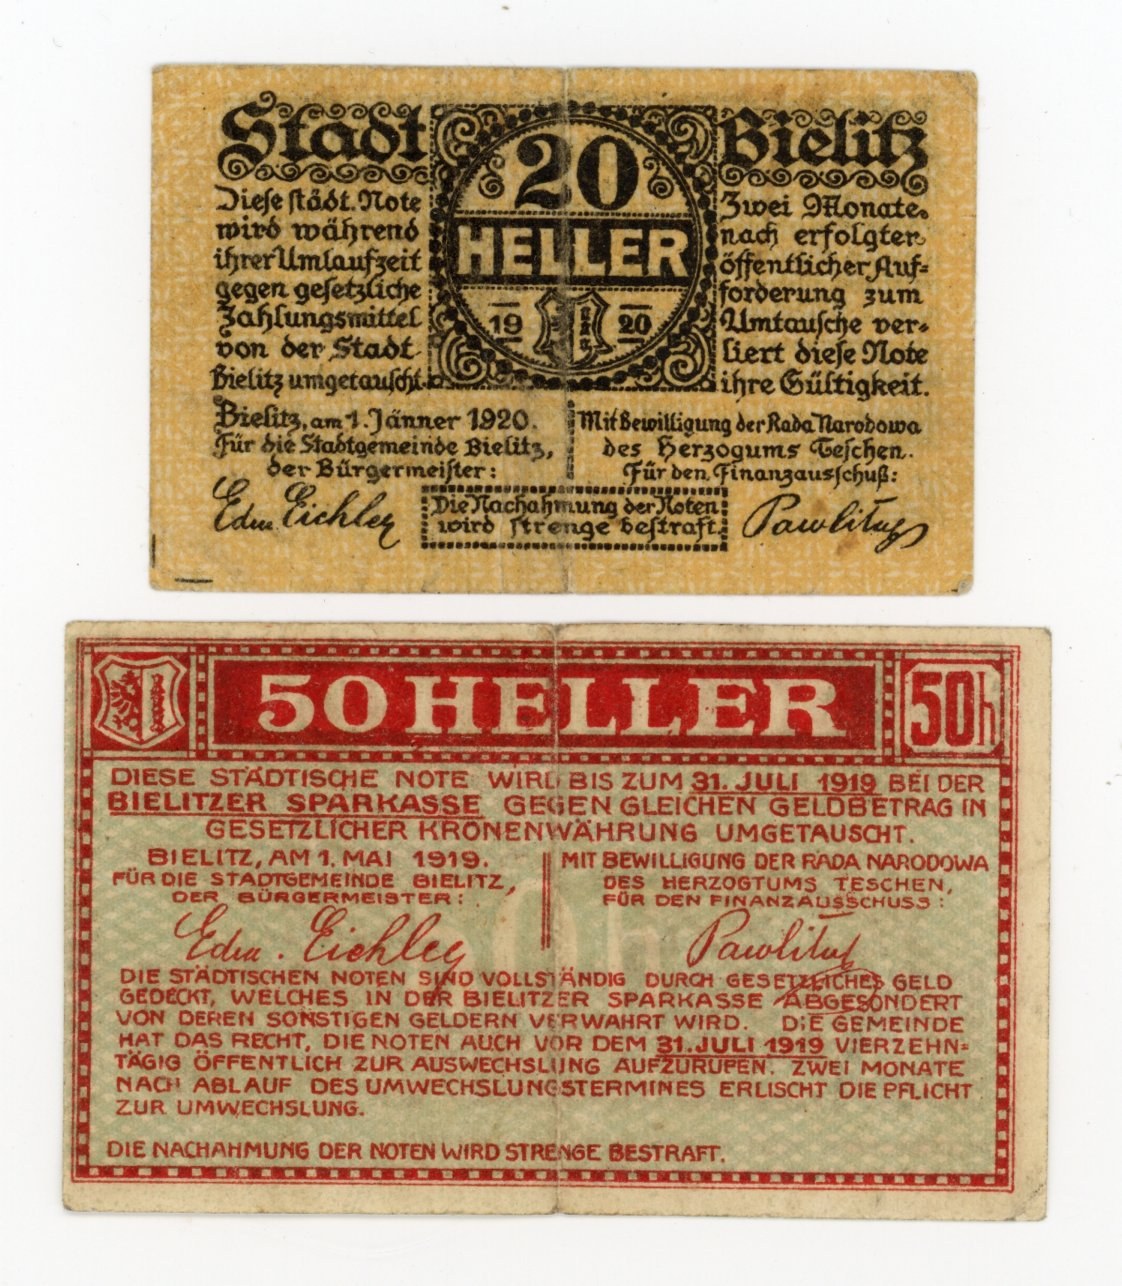 Stadt
20
HELLER
19 20
Bielitz
Diese städt. Note
wird während
ihrer Umlaufzeit
gegen gesetzliche
Zahlungsmittel
von der Stadt
Bielitz umgetauscht.
Zwei Monate
nach erfolgter
öffentlicher Auf=
forderung zum
Umtausche ver-
liert diese Note
ihre Gültigkeit.
Bielitz, am 1. Jänner 1920.
Für die Stadtgemeinde Bielitz,
der Bürgermeister:
Edm. Eichler
Mit Bewilligung der Rada Narodowa
des Herzogums Teschen.
Für den Finanzausschuß:
Die Nachahmung der Noten
wird strenge bestraft.
50 HELLER
50h
DIESE STÄDTISCHE NOTE WIRD BIS ZUM 31. JULI 1919 BEI DER
BIELITZER SPARKASSE GEGEN GLEICHEN GELDBETRAG IN
GESETZLICHER KRONENWÄHRUNG UMGETAUSCHT.
BIELITZ, AM 1. MAI 1919.
FÜR DIE STADTGEMEINDE BIELITZ,
DER BÜRGERMEISTER:
Edm. Eichler
MIT BEWILLIGUNG DER RADA NARODOWA
DES HERZOGTUMS TESCHEN,
FÜR DEN FINANZAUSSCHUSS:
DIE STÄDTISCHEN NOTEN SIND VOLLSTÄNDIG DURCH GESETZLICHES GELD
GEDECKT, WELCHES IN DER BIELITZER SPARKASSE ABGESONDERT
VON DEREN SONSTIGEN GELDERN VERWAHRT WIRD. DIE GEMEINDE
HAT DAS RECHT, DIE NOTEN AUCH VOR DEM 31. JULI 1919 VIERZEHN=
TÄGIG ÖFFENTLICH ZUR AUSWECHSLUNG AUFZURUFEN. ZWEI MONATE
NACH ABLAUF DES UMWECHSLUNGSTERMINES ERLISCHT DIE PFLICHT
ZUR UMWECHSLUNG.
DIE NACHAHMUNG DER NOTEN WIRD STRENGE BESTRAFT.